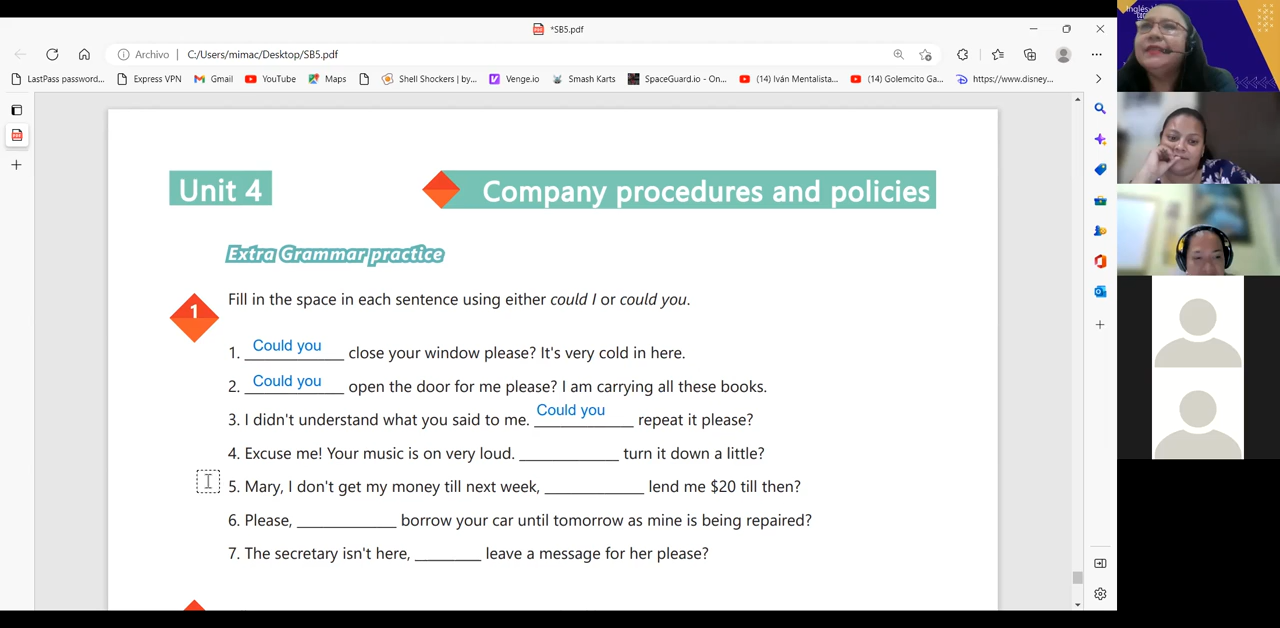 *SB5.pdf
Archivo | C:/Users/mimac/Desktop/SB5.pdf
LastPass password... Express VPN Gmail YouTube Maps Shell Shockers | by... Venge.io Smash Karts SpaceGuard.io - On... (14) Iván Mentalista... (14) Golemcito Ga... https://www.disney...
Unit 4 Company procedures and policies
Extra Grammar practice
1 Fill in the space in each sentence using either could I or could you.
1. Could you close your window please? It's very cold in here.
2. Could you open the door for me please? I am carrying all these books.
3. I didn't understand what you said to me. Could you repeat it please?
4. Excuse me! Your music is on very loud. ____________ turn it down a little?
5. Mary, I don't get my money till next week, ____________ lend me $20 till then?
6. Please, ____________ borrow your car until tomorrow as mine is being repaired?
7. The secretary isn't here, ________ leave a message for her please?